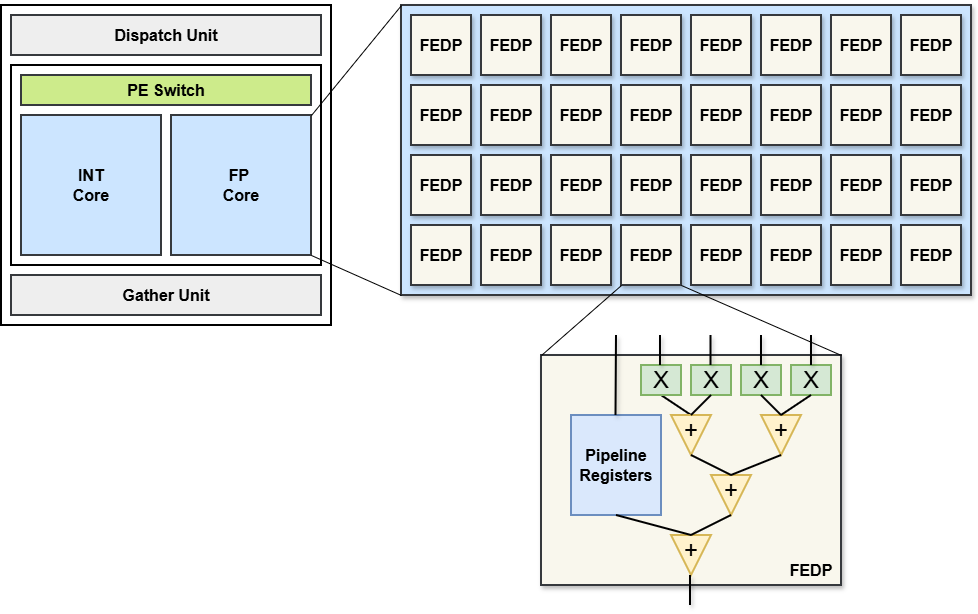 Dispatch Unit
PE Switch
INT
Core
FP
Core
Gather Unit
FEDP FEDP FEDP FEDP FEDP FEDP FEDP FEDP
FEDP FEDP FEDP FEDP FEDP FEDP FEDP FEDP
FEDP FEDP FEDP FEDP FEDP FEDP FEDP FEDP
FEDP FEDP FEDP FEDP FEDP FEDP FEDP FEDP
X X X X
+ +
Pipeline
Registers
+
+
FEDP